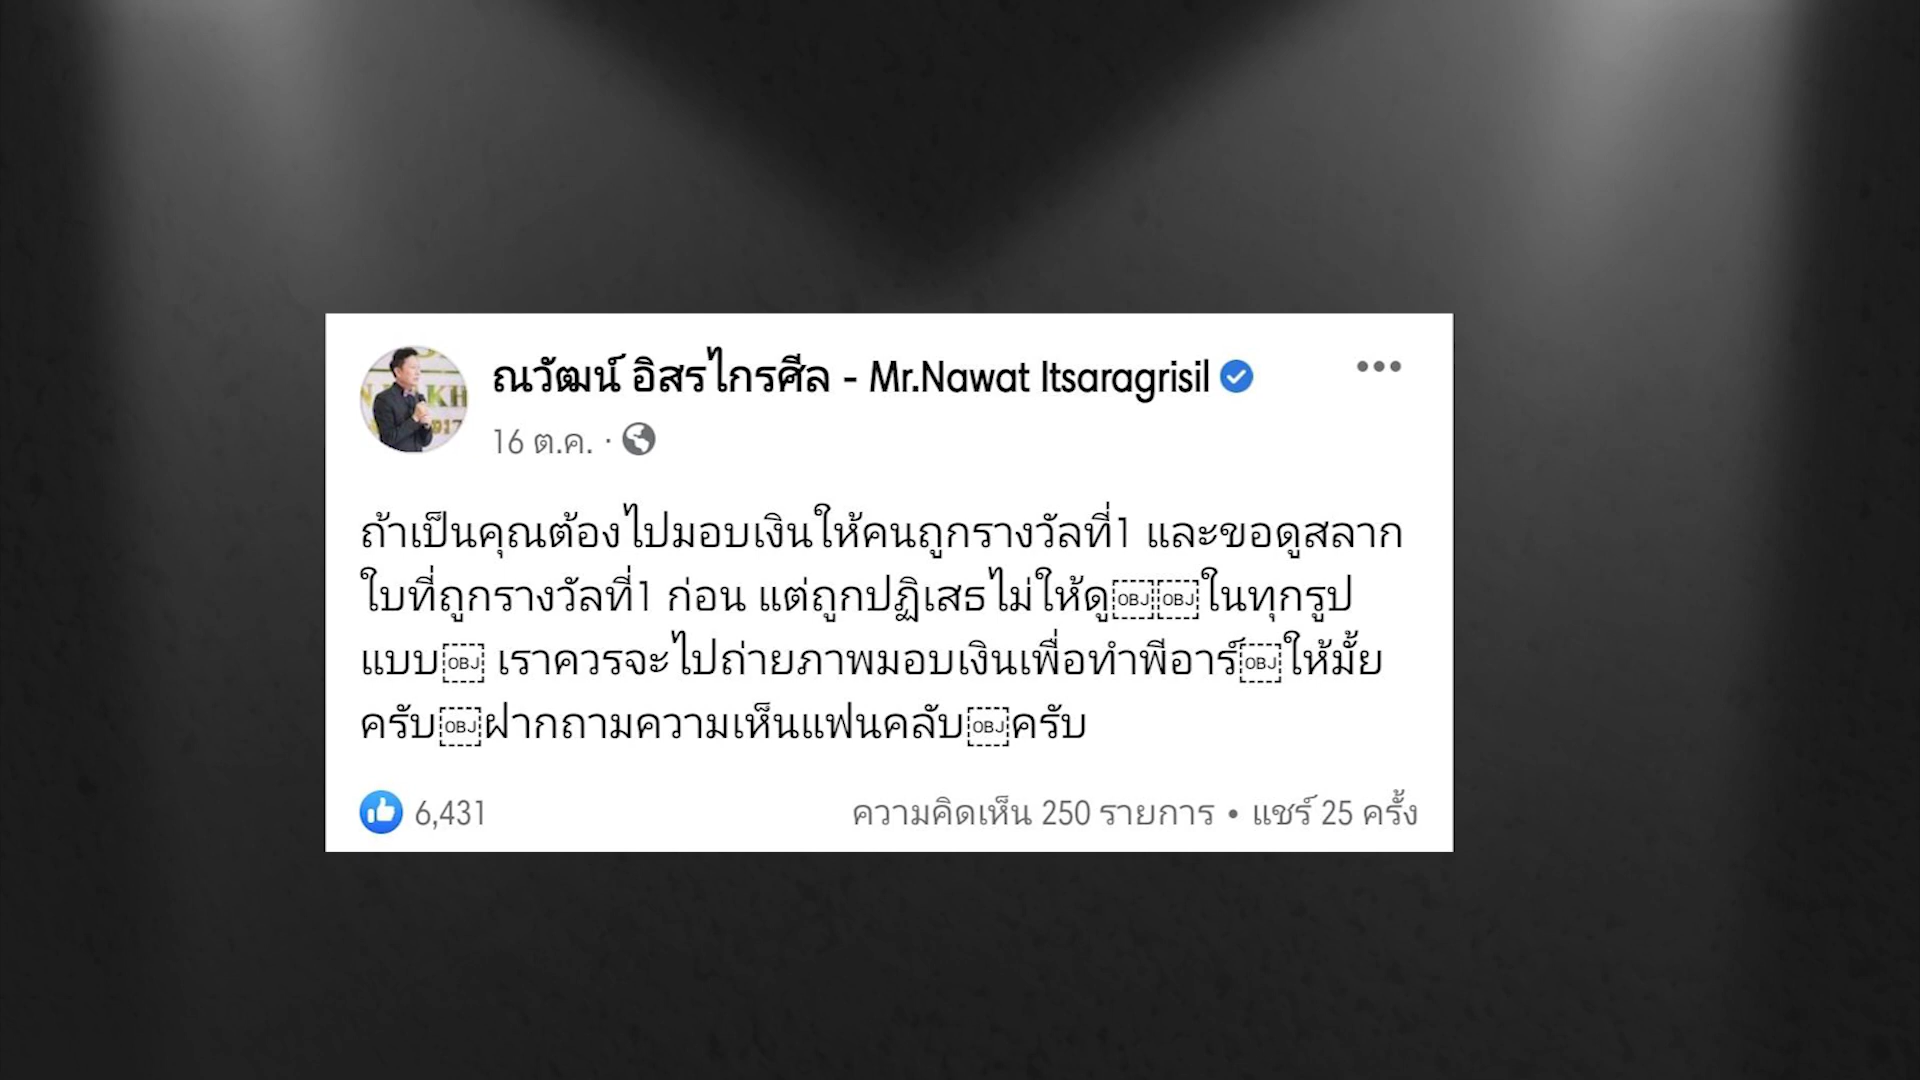 ณวัฒน์ อิสรไกรศีล - Mr.Nawat Itsaragrisil
16 ต.ค. ·
ถ้าเป็นคุณต้องไปมอบเงินให้คนถูกรางวัลที่1 และขอดูสลาก
ใบที่ถูกรางวัลที่1 ก่อน แต่ถูกปฏิเสธไม่ให้ดู￼￼ในทุกรูป
แบบ￼ เราควรจะไปถ่ายภาพมอบเงินเพื่อทำพีอาร์￼ให้มั้ย
ครับ￼ฝากถามความเห็นแฟนคลับ￼ครับ
6,431 ความคิดเห็น 250 รายการ • แชร์ 25 ครั้ง